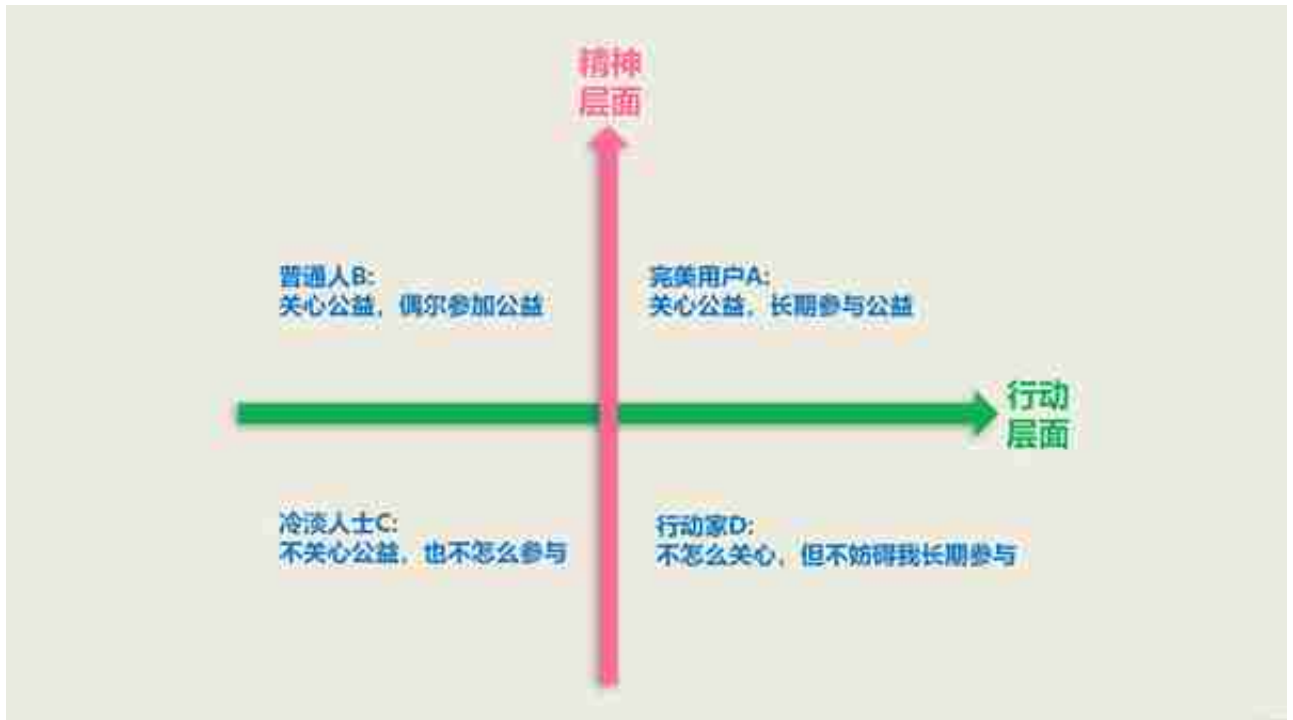 精神
层面
普通人B:
关心公益，偶尔参加公益
完美用户A:
关心公益，长期参与公益
行动
层面
冷淡人士C:
不关心公益，也不怎么参与
行动家D:
不怎么关心，但不妨碍我长期参与